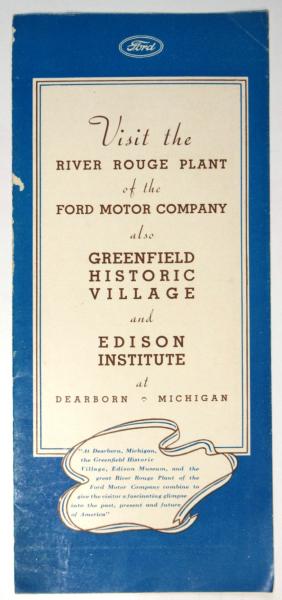 Ford
Visit the
RIVER ROUGE PLANT
of the
FORD MOTOR COMPANY
also
GREENFIELD
HISTORIC
VILLAGE
and
EDISON
INSTITUTE
at
DEARBORN MICHIGAN
"At Dearborn, Michigan,
the Greenfield Historic
Village, Edison Museum, and the
great River Rouge Plant of the
Ford Motor Company combine to
give the visitor a fascinating glimpse
into the past, present and future
of America"